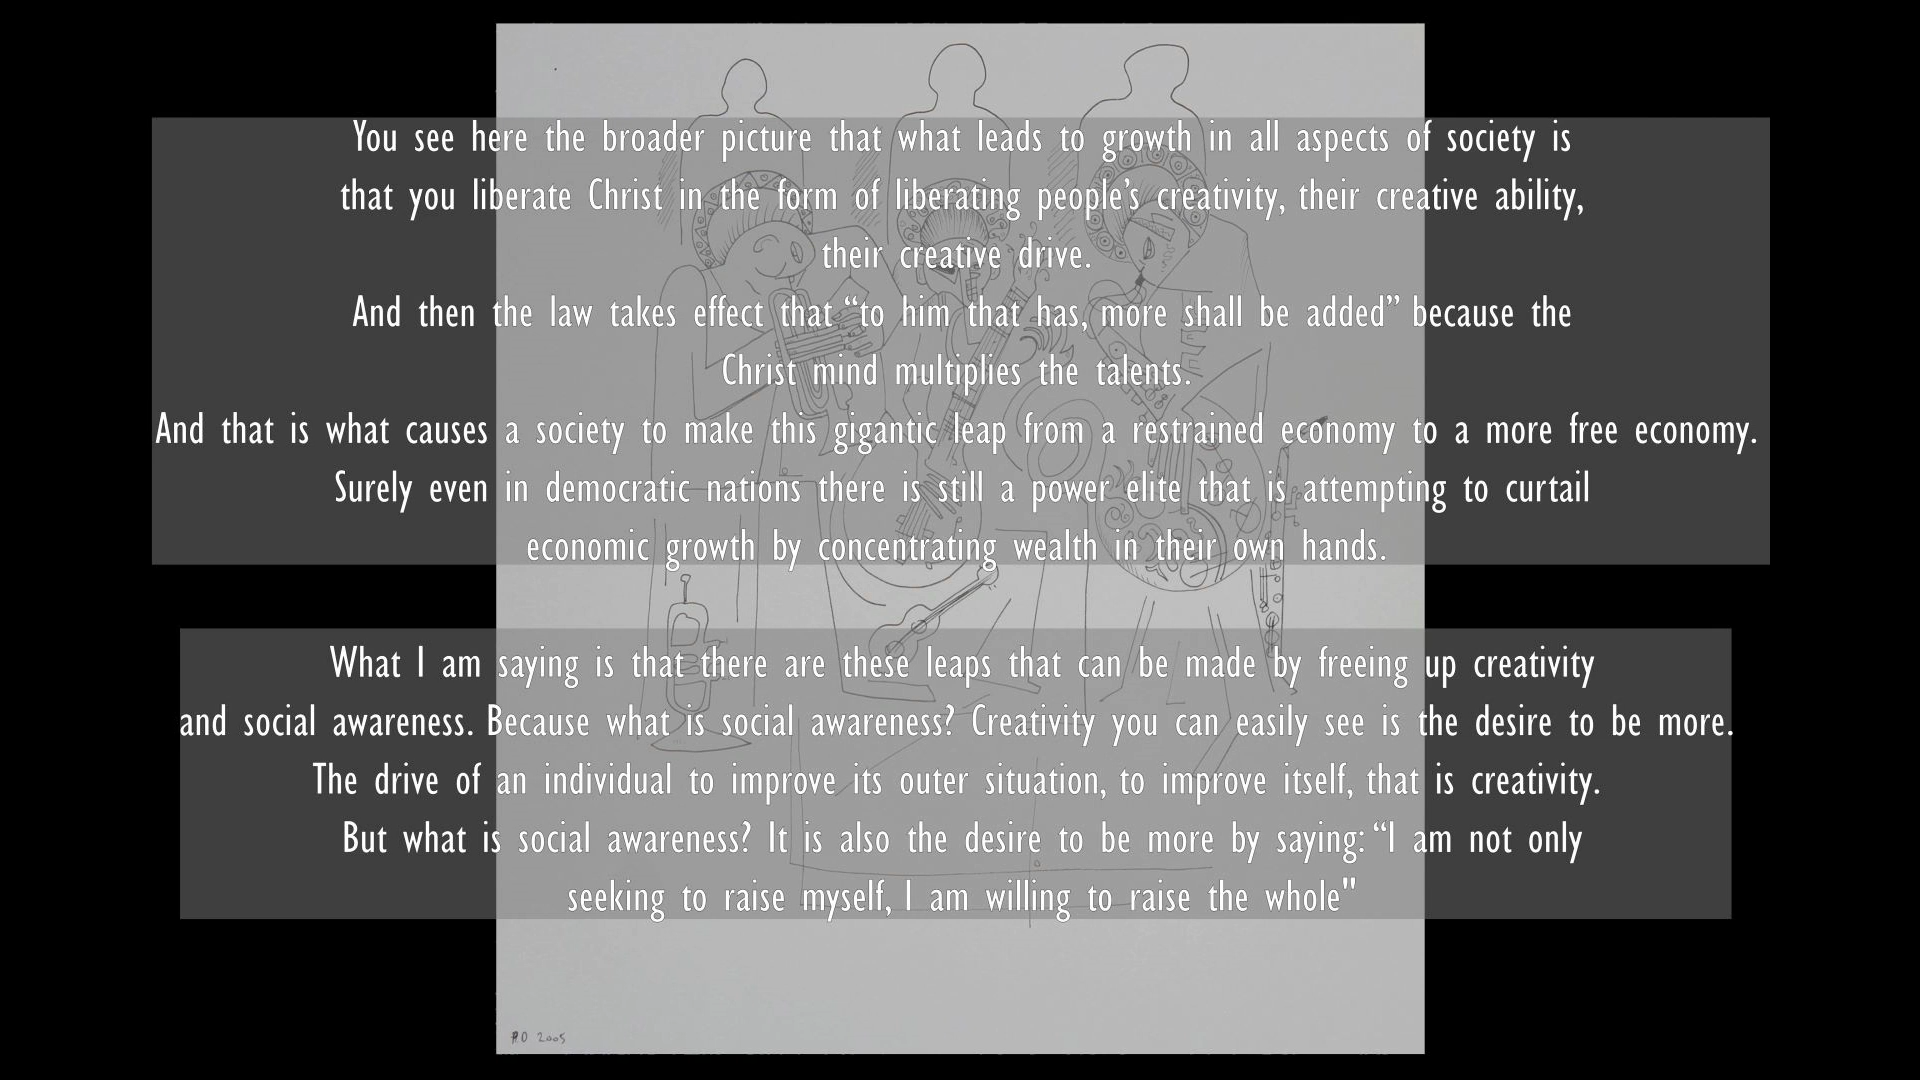 You see here the broader picture that what leads to growth in all aspects of society is
that you liberate Christ in the form of liberating people’s creativity, their creative ability,
their creative drive.
And then the law takes effect that “to him that has, more shall be added” because the
Christ mind multiplies the talents.
And that is what causes a society to make this gigantic leap from a restrained economy to a more free economy.
Surely even in democratic nations there is still a power elite that is attempting to curtail
economic growth by concentrating wealth in their own hands.
What I am saying is that there are these leaps that can be made by freeing up creativity
and social awareness. Because what is social awareness? Creativity you can easily see is the desire to be more.
The drive of an individual to improve its outer situation, to improve itself, that is creativity.
But what is social awareness? It is also the desire to be more by saying: “I am not only
seeking to raise myself, I am willing to raise the whole"
2005